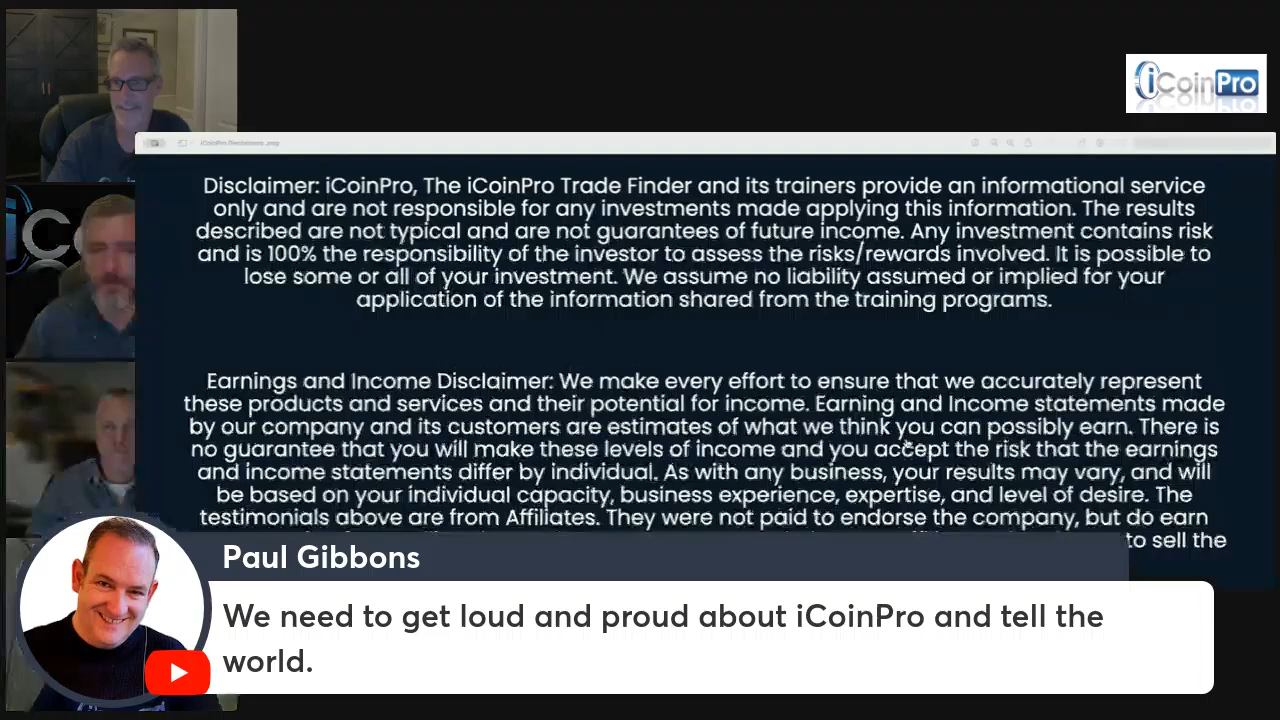 iCoinPro
iCoinPro Disclaimers
Disclaimer: iCoinPro, The iCoinPro Trade Finder and its trainers provide an informational service
only and are not responsible for any investments made applying this information. The results
described are not typical and are not guarantees of future income. Any investment contains risk
and is 100% the responsibility of the investor to assess the risks/rewards involved. It is possible to
lose some or all of your investment. We assume no liability assumed or implied for your
application of the information shared from the training programs.
iC
Earnings and Income Disclaimer: We make every effort to ensure that we accurately represent
these products and services and their potential for income. Earning and Income statements made
by our company and its customers are estimates of what we think you can possibly earn. There is
no guarantee that you will make these levels of income and you accept the risk that the earnings
and income statements differ by individual. As with any business, your results may vary, and will
be based on your individual capacity, business experience, expertise, and level of desire. The
testimonials above are from Affiliates. They were not paid to endorse the company, but do earn
to sell the
Paul Gibbons
We need to get loud and proud about iCoinPro and tell the
world.